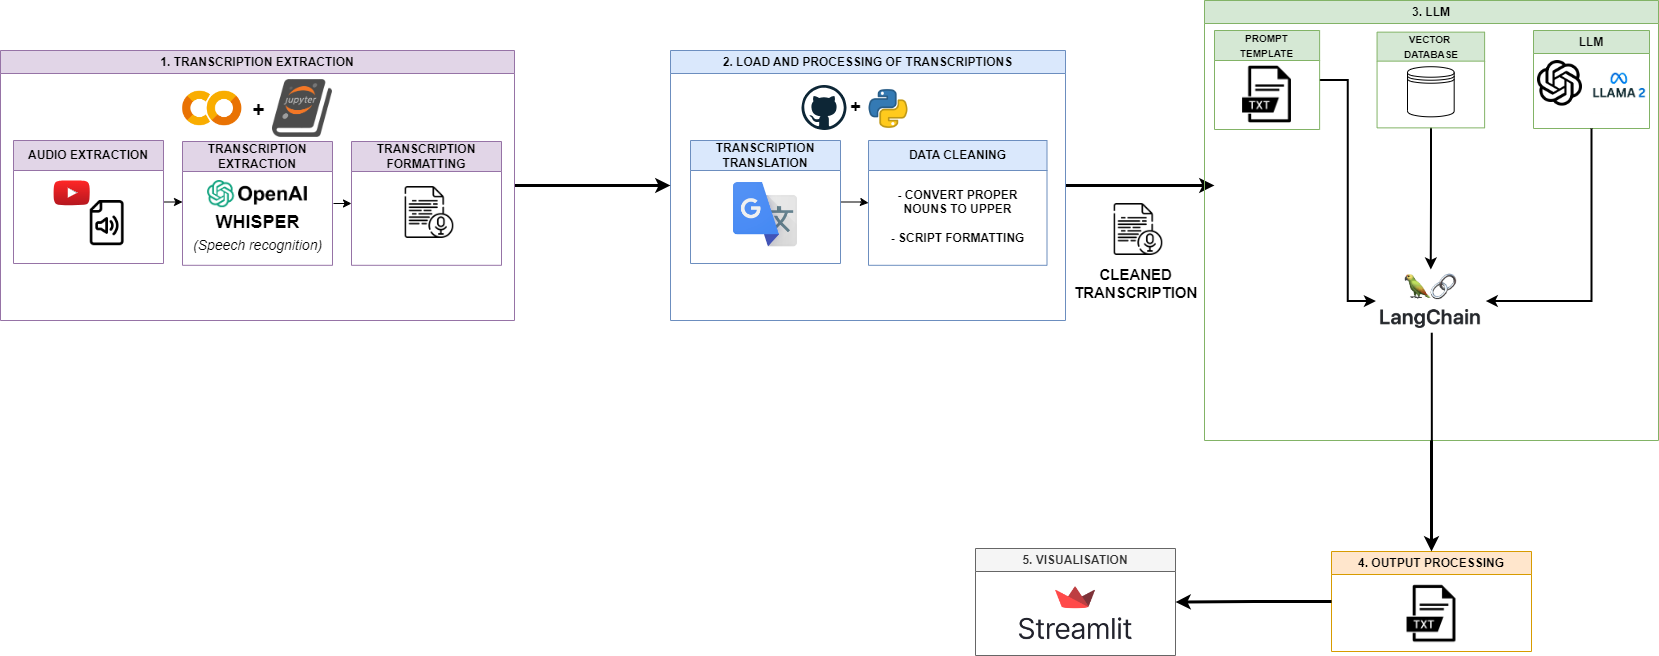 1. TRANSCRIPTION EXTRACTION
+
jupyter
AUDIO EXTRACTION
TRANSCRIPTION
EXTRACTION
OpenAI
WHISPER
(Speech recognition)
TRANSCRIPTION
FORMATTING
2. LOAD AND PROCESSING OF TRANSCRIPTIONS
+
TRANSCRIPTION
TRANSLATION
G
文
DATA CLEANING
- CONVERT PROPER
NOUNS TO UPPER
- SCRIPT FORMATTING
CLEANED
TRANSCRIPTION
3. LLM
PROMPT
TEMPLATE
TXT
VECTOR
DATABASE
LLM
LLAMA 2
LangChain
4. OUTPUT PROCESSING
TXT
5. VISUALISATION
Streamlit